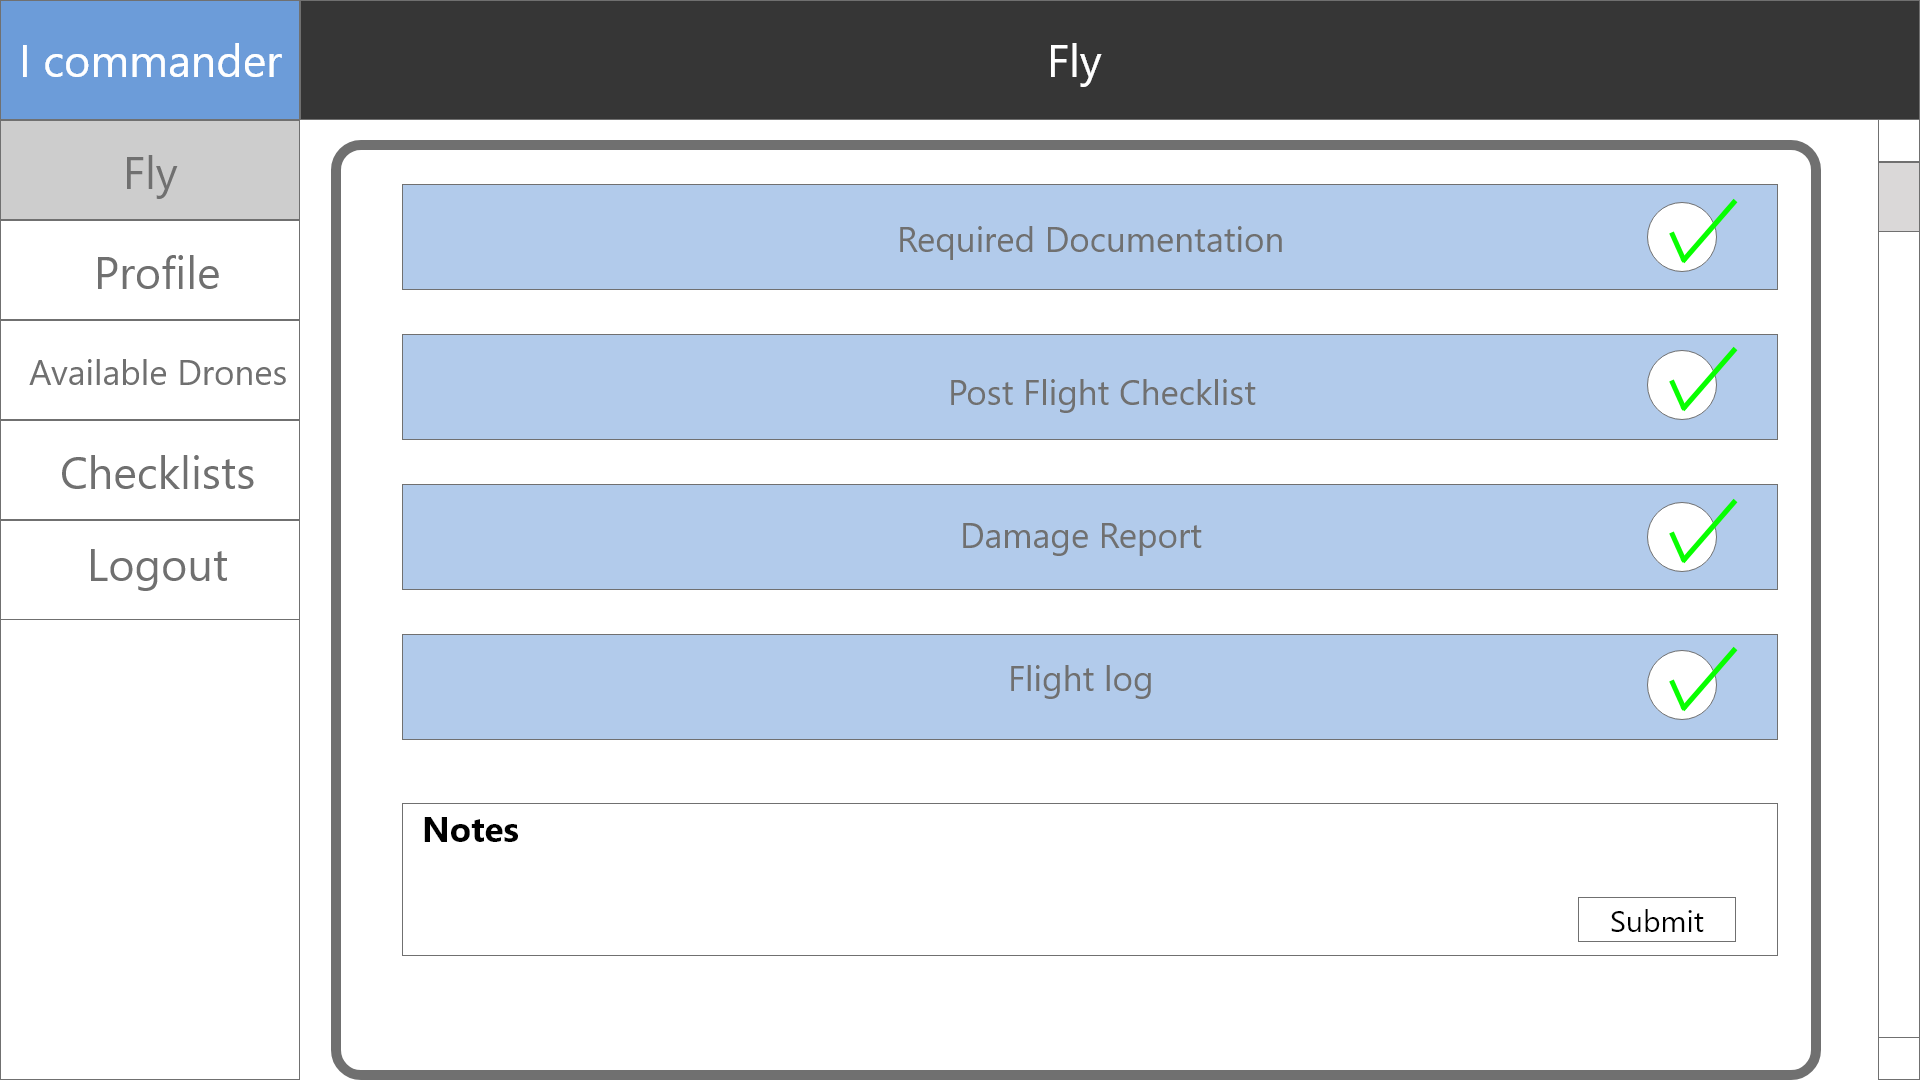 I commander
Fly
Fly
Profile
Available Drones
Checklists
Logout
Required Documentation
Post Flight Checklist
Damage Report
Flight log
Notes
Submit